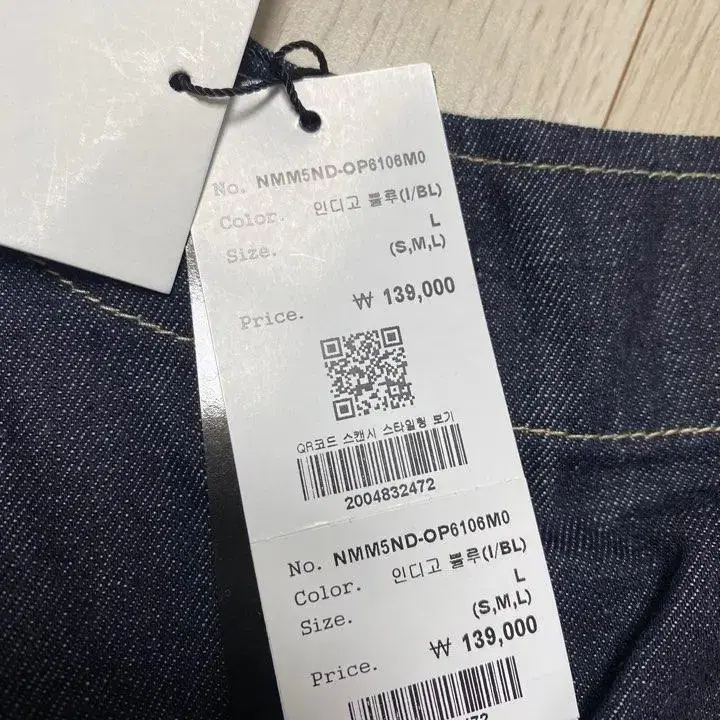 No. NMM5ND-OP6106M0
Color. 인디고 블루(I/BL)
Size. L
(S,M,L)
Price. ₩ 139,000
QR코드 스캔시 스타일링 보기
2004832472
No. NMM5ND-OP6106M0
Color. 인디고 블루(I/BL)
Size. L
(S,M,L)
Price. ₩ 139,000